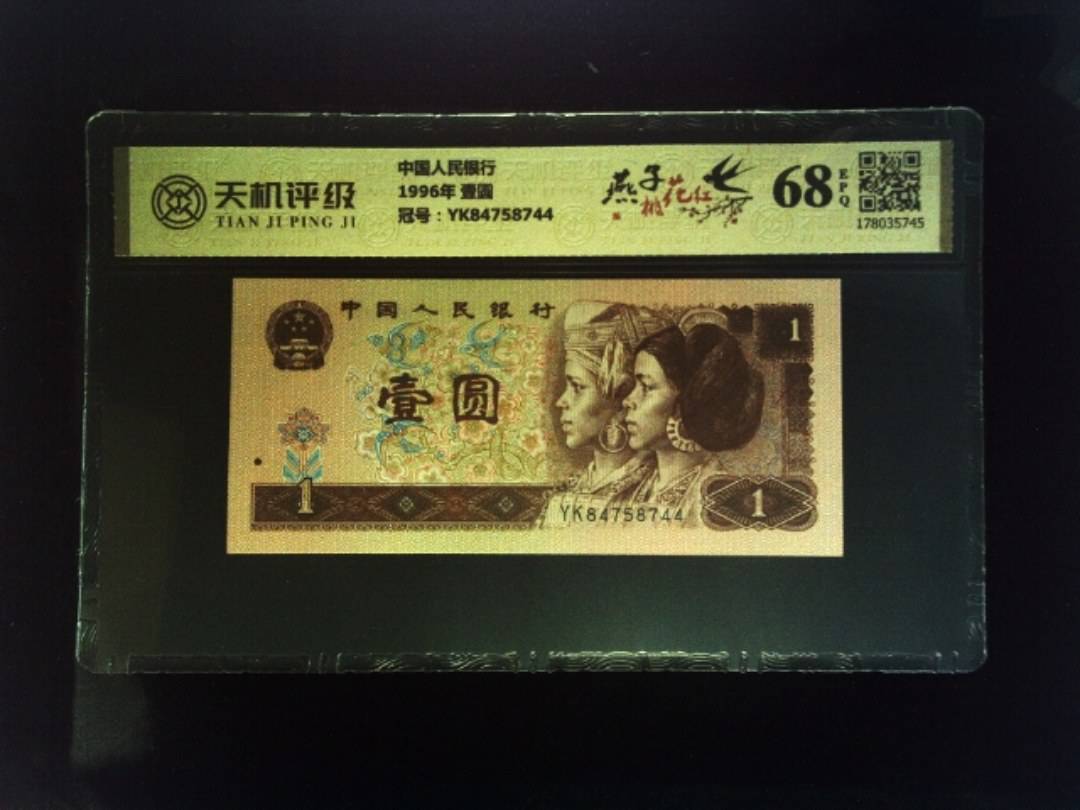 天机评级
TIAN JI PING JI
中国人民银行
1996年 壹圆
冠号：YK84758744
燕子
桃花红
68
EPQ
178035745
中国人民银行
壹圆
1
1
YK84758744
1